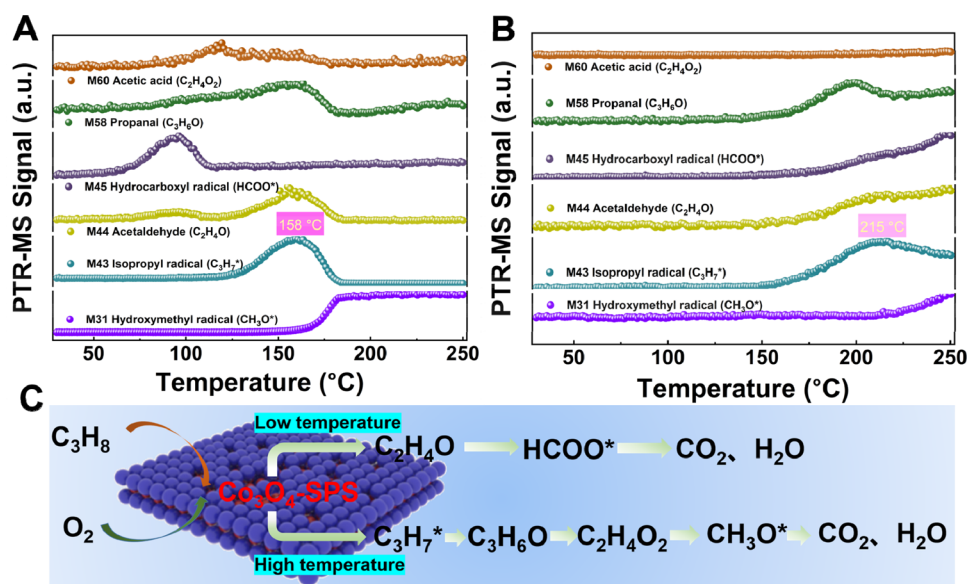 A
PTR-MS Signal (a.u.)
M60 Acetic acid (C₂H₄O₂)
M58 Propanal (C₃H₆O)
M45 Hydrocarboxyl radical (HCOO*)
M44 Acetaldehyde (C₂H₄O)
158 °C
M43 Isopropyl radical (C₃H₇*)
M31 Hydroxymethyl radical (CH₃O*)
50 100 150 200 250
Temperature (°C)
B
PTR-MS Signal (a.u.)
M60 Acetic acid (C₂H₄O₂)
M58 Propanal (C₃H₆O)
M45 Hydrocarboxyl radical (HCOO*)
M44 Acetaldehyde (C₂H₄O)
215 °C
M43 Isopropyl radical (C₃H₇*)
M31 Hydroxymethyl radical (CH₃O*)
50 100 150 200 250
Temperature (°C)
C
C₃H₈
O₂
Co₃O₄-SPS
Low temperature
C₂H₄O HCOO* CO₂、H₂O
C₃H₇* C₃H₆O C₂H₄O₂ CH₃O* CO₂、H₂O
High temperature